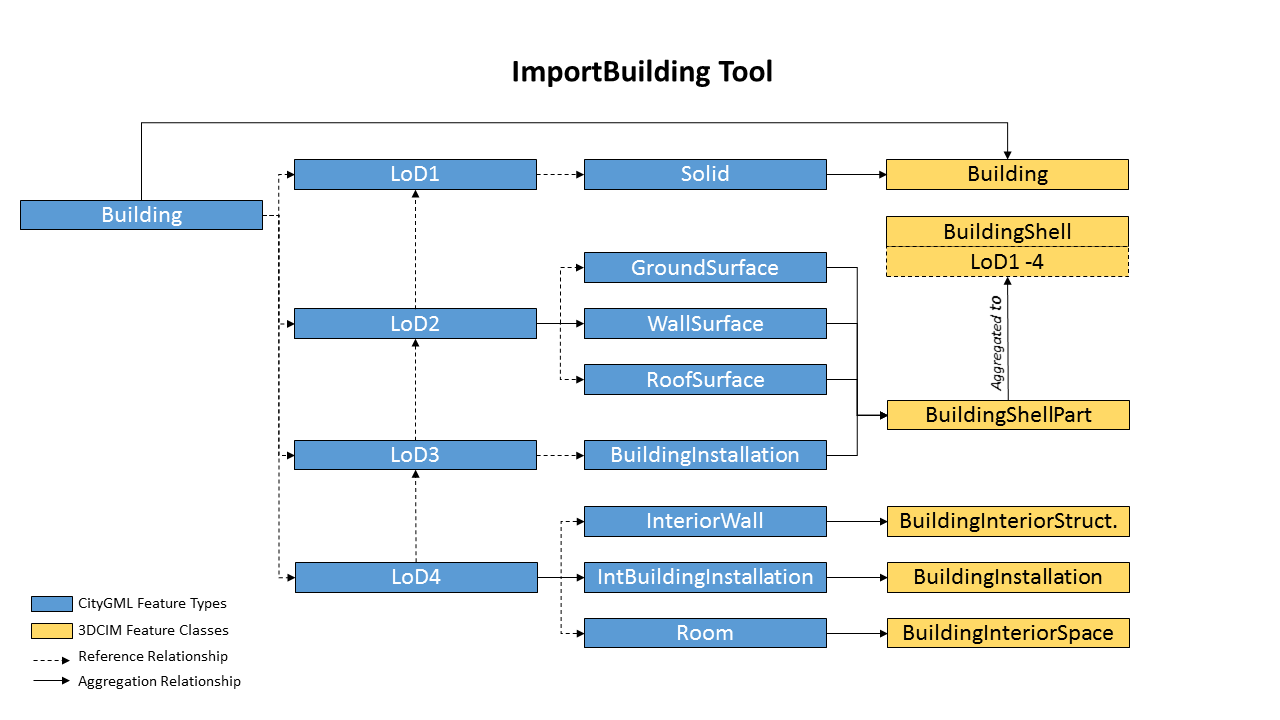 ImportBuilding Tool
LoD1
Solid
Building
Building
BuildingShell
LoD1 -4
GroundSurface
LoD2
WallSurface
RoofSurface
Aggregated to
BuildingShellPart
LoD3
BuildingInstallation
InteriorWall
BuildingInteriorStruct.
LoD4
IntBuildingInstallation
BuildingInstallation
Room
BuildingInteriorSpace
CityGML Feature Types
3DCIM Feature Classes
Reference Relationship
Aggregation Relationship